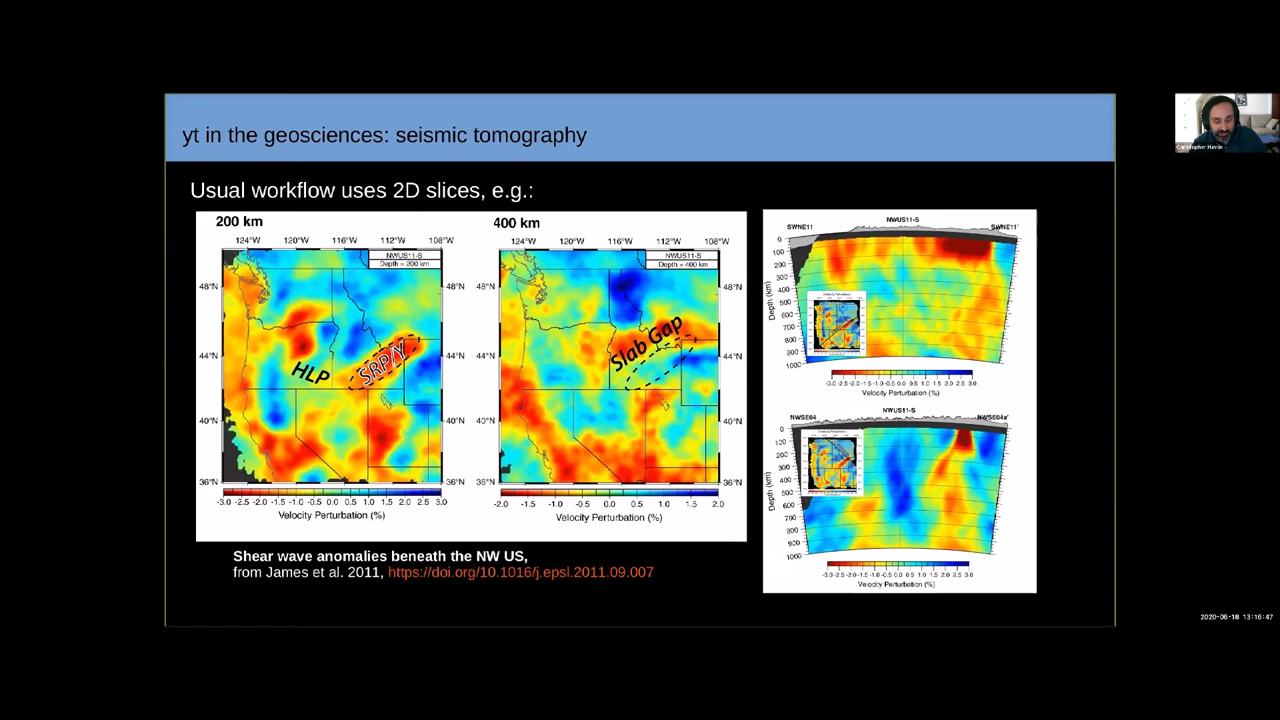 yt in the geosciences: seismic tomography
Usual workflow uses 2D slices, e.g.:
200 km
124°W 120°W 116°W 112°W 108°W
NWUS11-S
Depth = 200 km
48°N
44°N
40°N
36°N
HLP
SRP/Y
-3.0 -2.5 -2.0 -1.5 -1.0 -0.5 0.0 0.5 1.0 1.5 2.0 2.5 3.0
Velocity Perturbation (%)
400 km
124°W 120°W 116°W 112°W 108°W
NWUS11-S
Depth = 400 km
48°N 48°N
44°N 44°N
40°N 40°N
36°N 36°N
Slab Gap
-2.0 -1.5 -1.0 -0.5 0.0 0.5 1.0 1.5 2.0
Velocity Perturbation (%)
NWUS11-S
SWNE11 SWNE11'
Depth (km)
0
100
200
300
400
500
600
700
800
900
1000
-3.0 -2.5 -2.0 -1.5 -1.0 -0.5 0.0 0.5 1.0 1.5 2.0 2.5 3.0
Velocity Perturbation (%)
NWUS11-S
NWSE04 NWSE04a'
Depth (km)
0
100
200
300
400
500
600
700
800
900
1000
-3.0 -2.5 -2.0 -1.5 -1.0 -0.5 0.0 0.5 1.0 1.5 2.0 2.5 3.0
Velocity Perturbation (%)
Shear wave anomalies beneath the NW US,
from James et al. 2011, https://doi.org/10.1016/j.epsl.2011.09.007
Christopher Havlin
2020-06-18 13:16:47